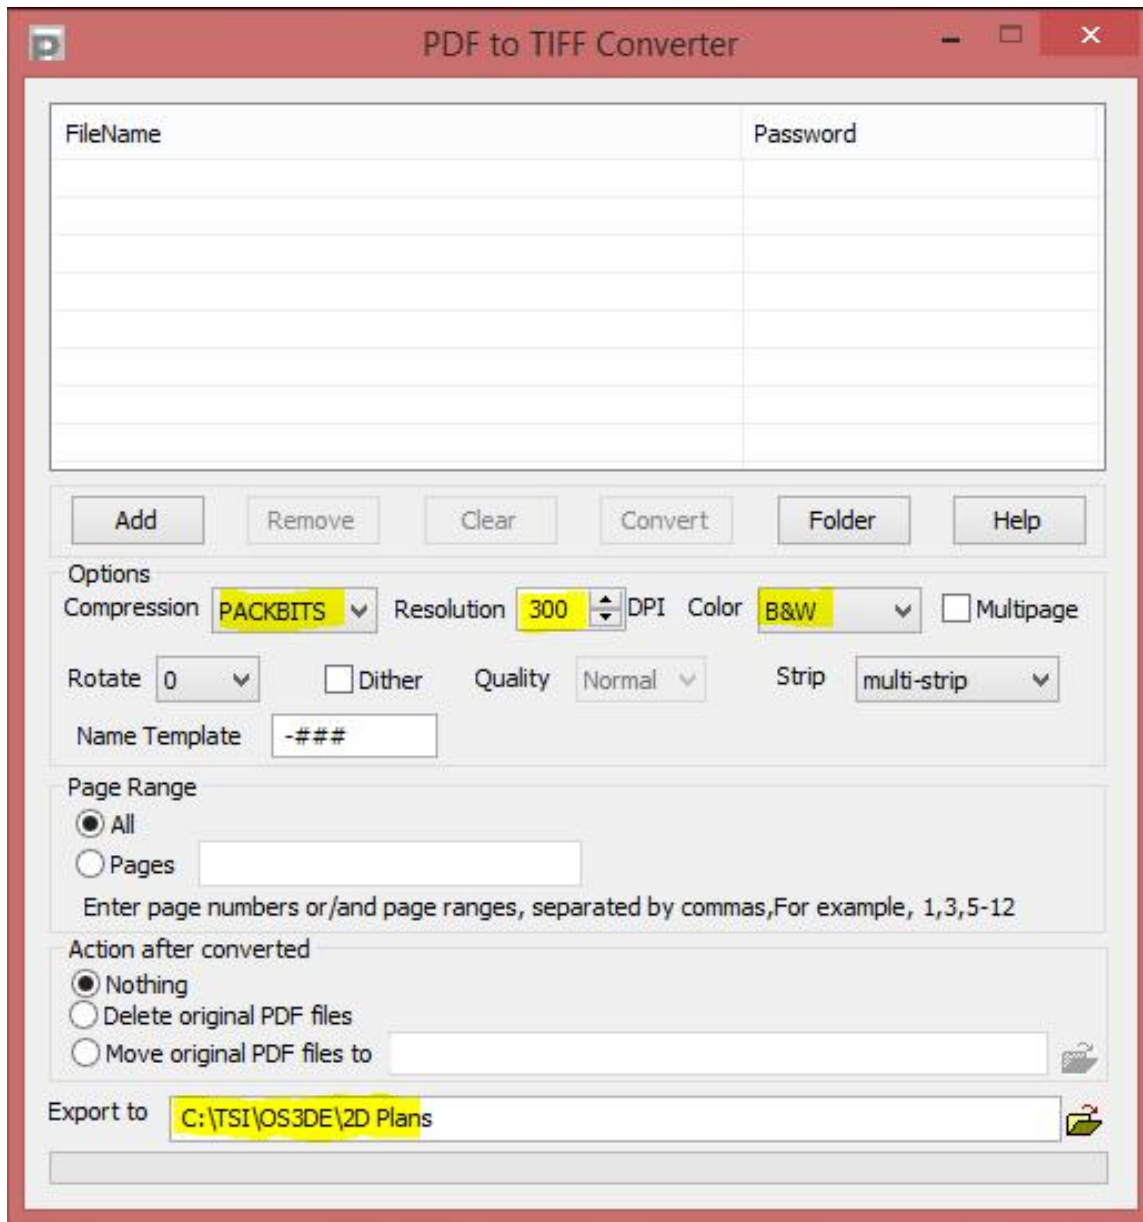 PDF to TIFF Converter
FileName Password
Add Remove Clear Convert Folder Help
Options
Compression PACKBITS Resolution 300 DPI Color B&W Multipage
Rotate 0 Dither Quality Normal Strip multi-strip
Name Template -###
Page Range
All
Pages
Enter page numbers or/and page ranges, separated by commas,For example, 1,3,5-12
Action after converted
Nothing
Delete original PDF files
Move original PDF files to
Export to C:\TSI\OS3DE\2D Plans